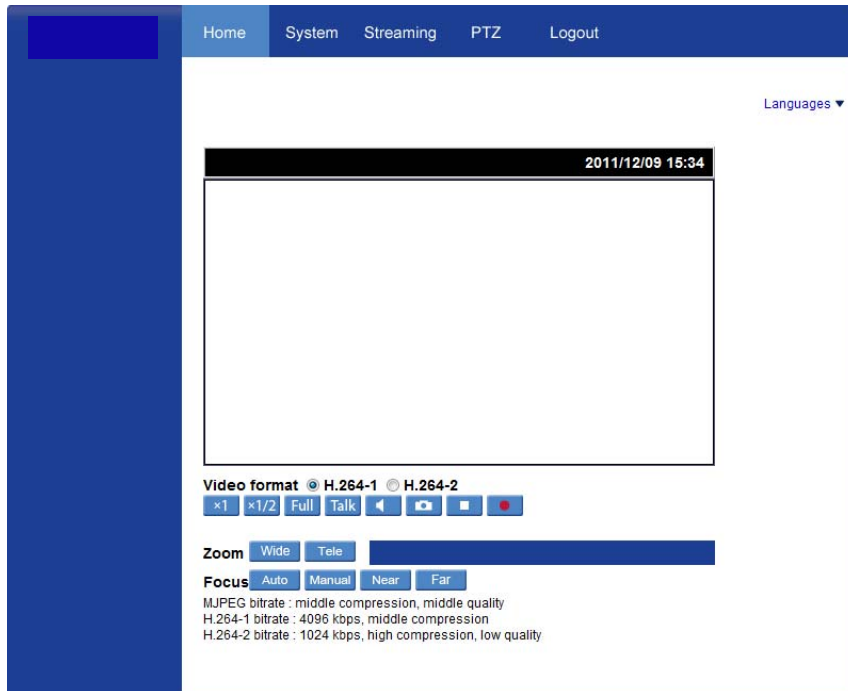 Home System Streaming PTZ Logout
Languages ▼
2011/12/09 15:34
Video format H.264-1 H.264-2
×1 ×1/2 Full Talk
Zoom Wide Tele
Focus Auto Manual Near Far
MJPEG bitrate : middle compression, middle quality
H.264-1 bitrate : 4096 kbps, middle compression
H.264-2 bitrate : 1024 kbps, high compression, low quality